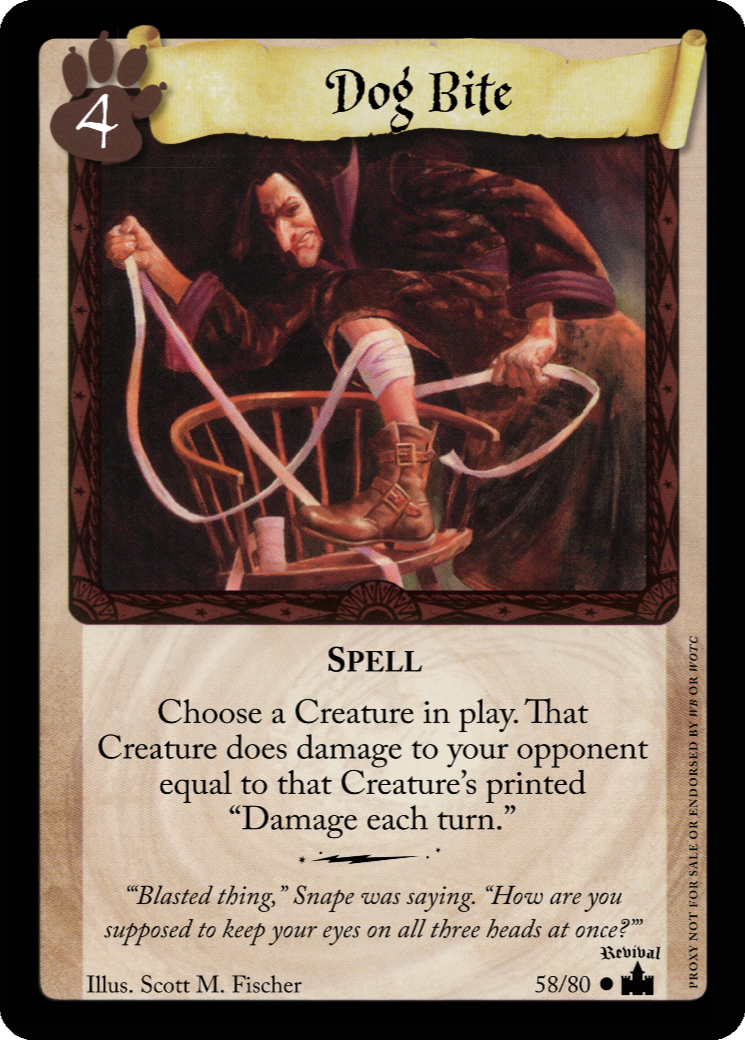 4
Dog Bite
SPELL
Choose a Creature in play. That
Creature does damage to your opponent
equal to that Creature’s printed
“Damage each turn.”
“‘Blasted thing,” Snape was saying. “How are you
supposed to keep your eyes on all three heads at once?’”
Revival
Illus. Scott M. Fischer
58/80
PROXY NOT FOR SALE OR ENDORSED BY WB OR WOTC